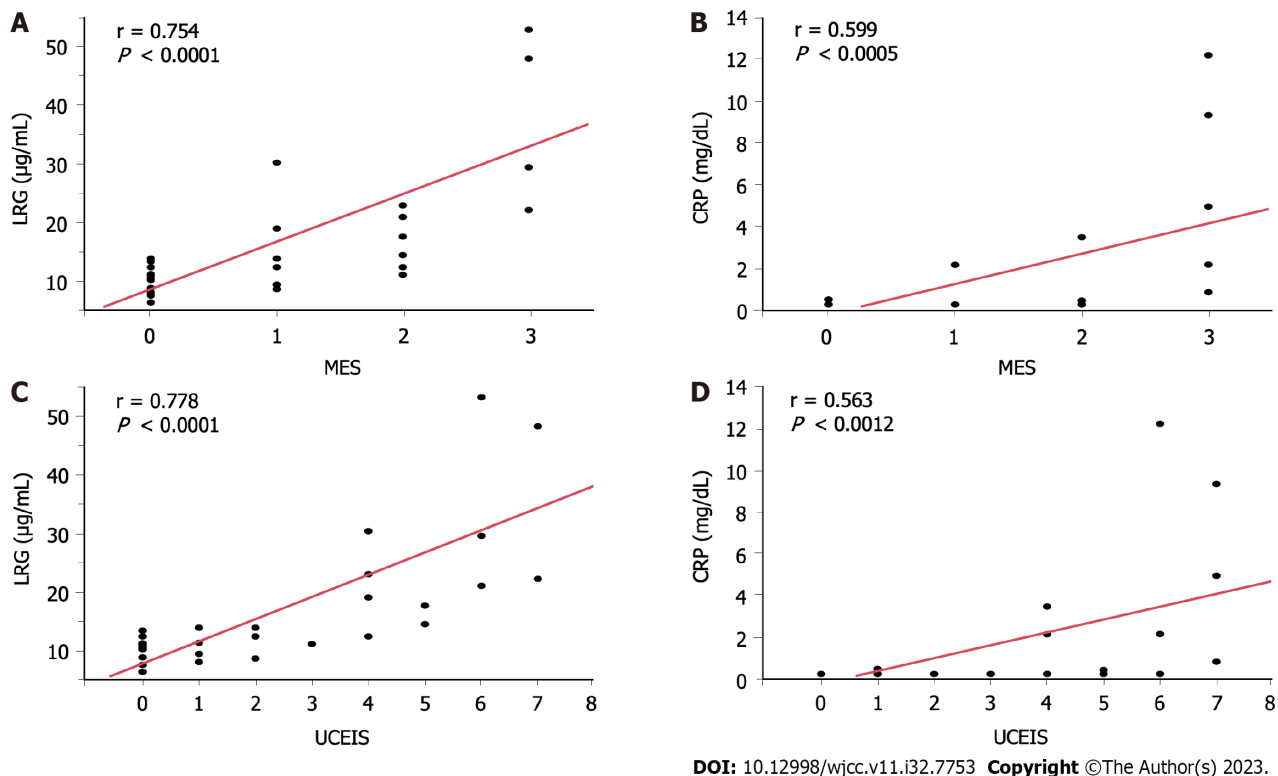 A
r = 0.754
P < 0.0001
LRG (µg/mL)
50
40
30
20
10
0 1 2 3
MES
B
r = 0.599
P < 0.0005
CRP (mg/dL)
14
12
10
8
6
4
2
0
0 1 2 3
MES
C
r = 0.778
P < 0.0001
LRG (µg/mL)
50
40
30
20
10
0 1 2 3 4 5 6 7 8
UCEIS
D
r = 0.563
P < 0.0012
CRP (mg/dL)
14
12
10
8
6
4
2
0
0 1 2 3 4 5 6 7 8
UCEIS
DOI: 10.12998/wjcc.v11.i32.7753 Copyright ©The Author(s) 2023.